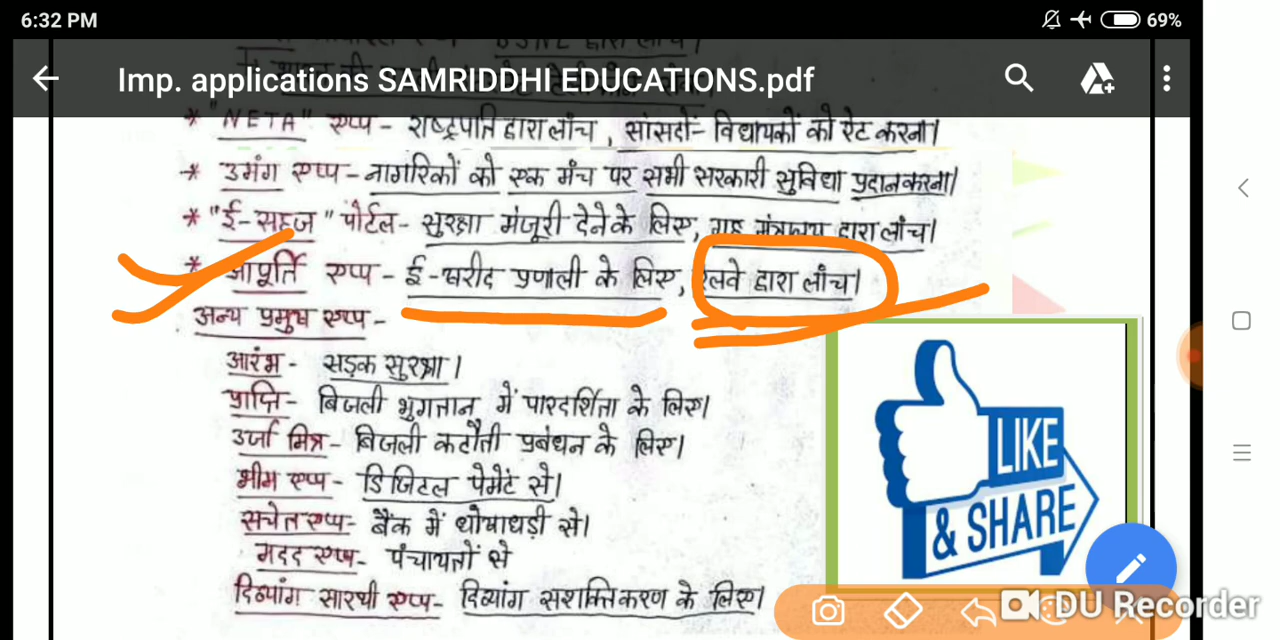 6:32 PM 69%
द्वारा लांच।
Imp. applications SAMRIDDHI EDUCATIONS.pdf
* "NETA" एप्प - राष्ट्रपति द्वारा लांच, सांसदों - विधायकों को रेट करना।
* उमंग एप्प - नागरिकों को एक मंच पर सभी सरकारी सुविधा प्रदान करना।
* "ई-सहज" पोर्टल - सुरक्षा मंजूरी देने के लिए, गृह मंत्रालय द्वारा लांच।
* आपूर्ति एप्प - ई-खरीद प्रणाली के लिए, रेलवे द्वारा लांच।
अन्य प्रमुख एप्प -
आरंभ - सड़क सुरक्षा।
प्राप्ति - बिजली भुगतान में पारदर्शिता के लिए।
उर्जा मित्र - बिजली कटौती प्रबंधन के लिए।
भीम एप्प - डिजिटल पेमेंट से।
सचेत एप्प - बैंक में धोखाधड़ी से।
मदद एप्प - पंचायतों से
दिव्यांग सारथी एप्प - दिव्यांग सशक्तिकरण के लिए।
LIKE
& SHARE
DU Recorder